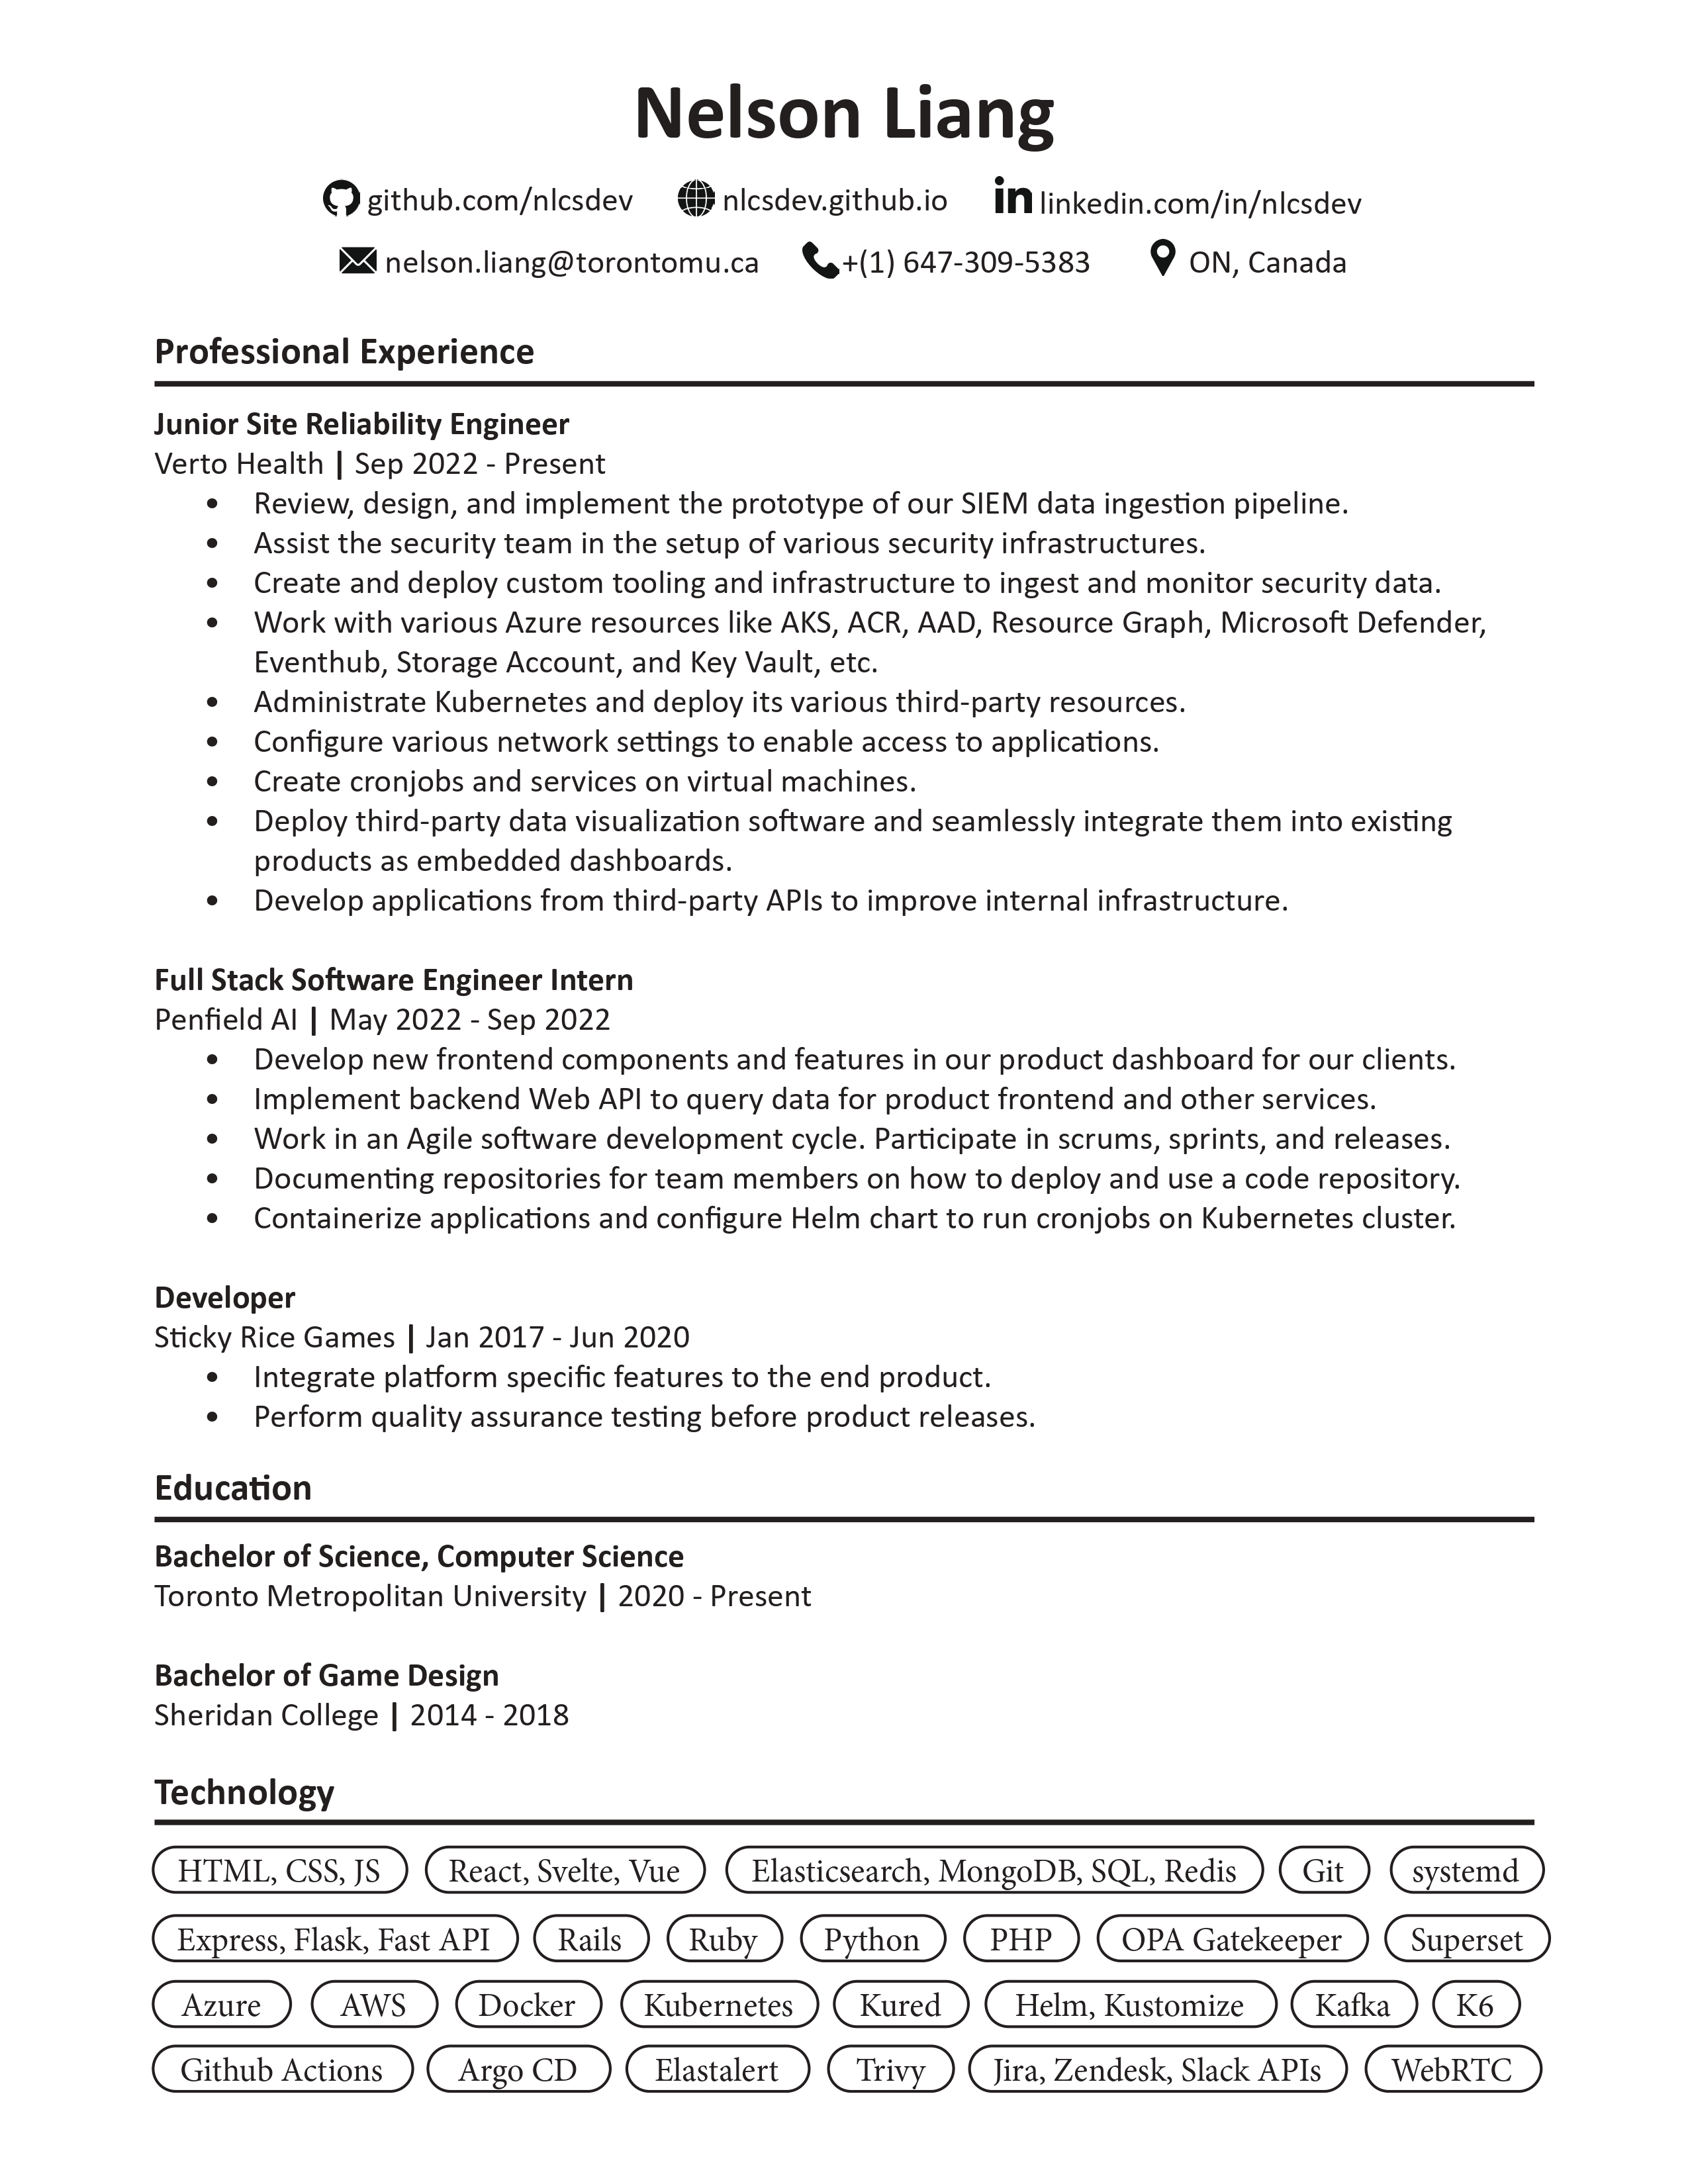 Nelson Liang
github.com/nlcsdev nlcsdev.github.io linkedin.com/in/nlcsdev
nelson.liang@torontomu.ca +(1) 647-309-5383 ON, Canada
Professional Experience
Junior Site Reliability Engineer
Verto Health | Sep 2022 - Present
• Review, design, and implement the prototype of our SIEM data ingestion pipeline.
• Assist the security team in the setup of various security infrastructures.
• Create and deploy custom tooling and infrastructure to ingest and monitor security data.
• Work with various Azure resources like AKS, ACR, AAD, Resource Graph, Microsoft Defender,
Eventhub, Storage Account, and Key Vault, etc.
• Administrate Kubernetes and deploy its various third-party resources.
• Configure various network settings to enable access to applications.
• Create cronjobs and services on virtual machines.
• Deploy third-party data visualization software and seamlessly integrate them into existing
products as embedded dashboards.
• Develop applications from third-party APIs to improve internal infrastructure.
Full Stack Software Engineer Intern
Penfield AI | May 2022 - Sep 2022
• Develop new frontend components and features in our product dashboard for our clients.
• Implement backend Web API to query data for product frontend and other services.
• Work in an Agile software development cycle. Participate in scrums, sprints, and releases.
• Documenting repositories for team members on how to deploy and use a code repository.
• Containerize applications and configure Helm chart to run cronjobs on Kubernetes cluster.
Developer
Sticky Rice Games | Jan 2017 - Jun 2020
• Integrate platform specific features to the end product.
• Perform quality assurance testing before product releases.
Education
Bachelor of Science, Computer Science
Toronto Metropolitan University | 2020 - Present
Bachelor of Game Design
Sheridan College | 2014 - 2018
Technology
HTML, CSS, JS React, Svelte, Vue Elasticsearch, MongoDB, SQL, Redis Git systemd
Express, Flask, Fast API Rails Ruby Python PHP OPA Gatekeeper Superset
Azure AWS Docker Kubernetes Kured Helm, Kustomize Kafka K6
Github Actions Argo CD Elastalert Trivy Jira, Zendesk, Slack APIs WebRTC